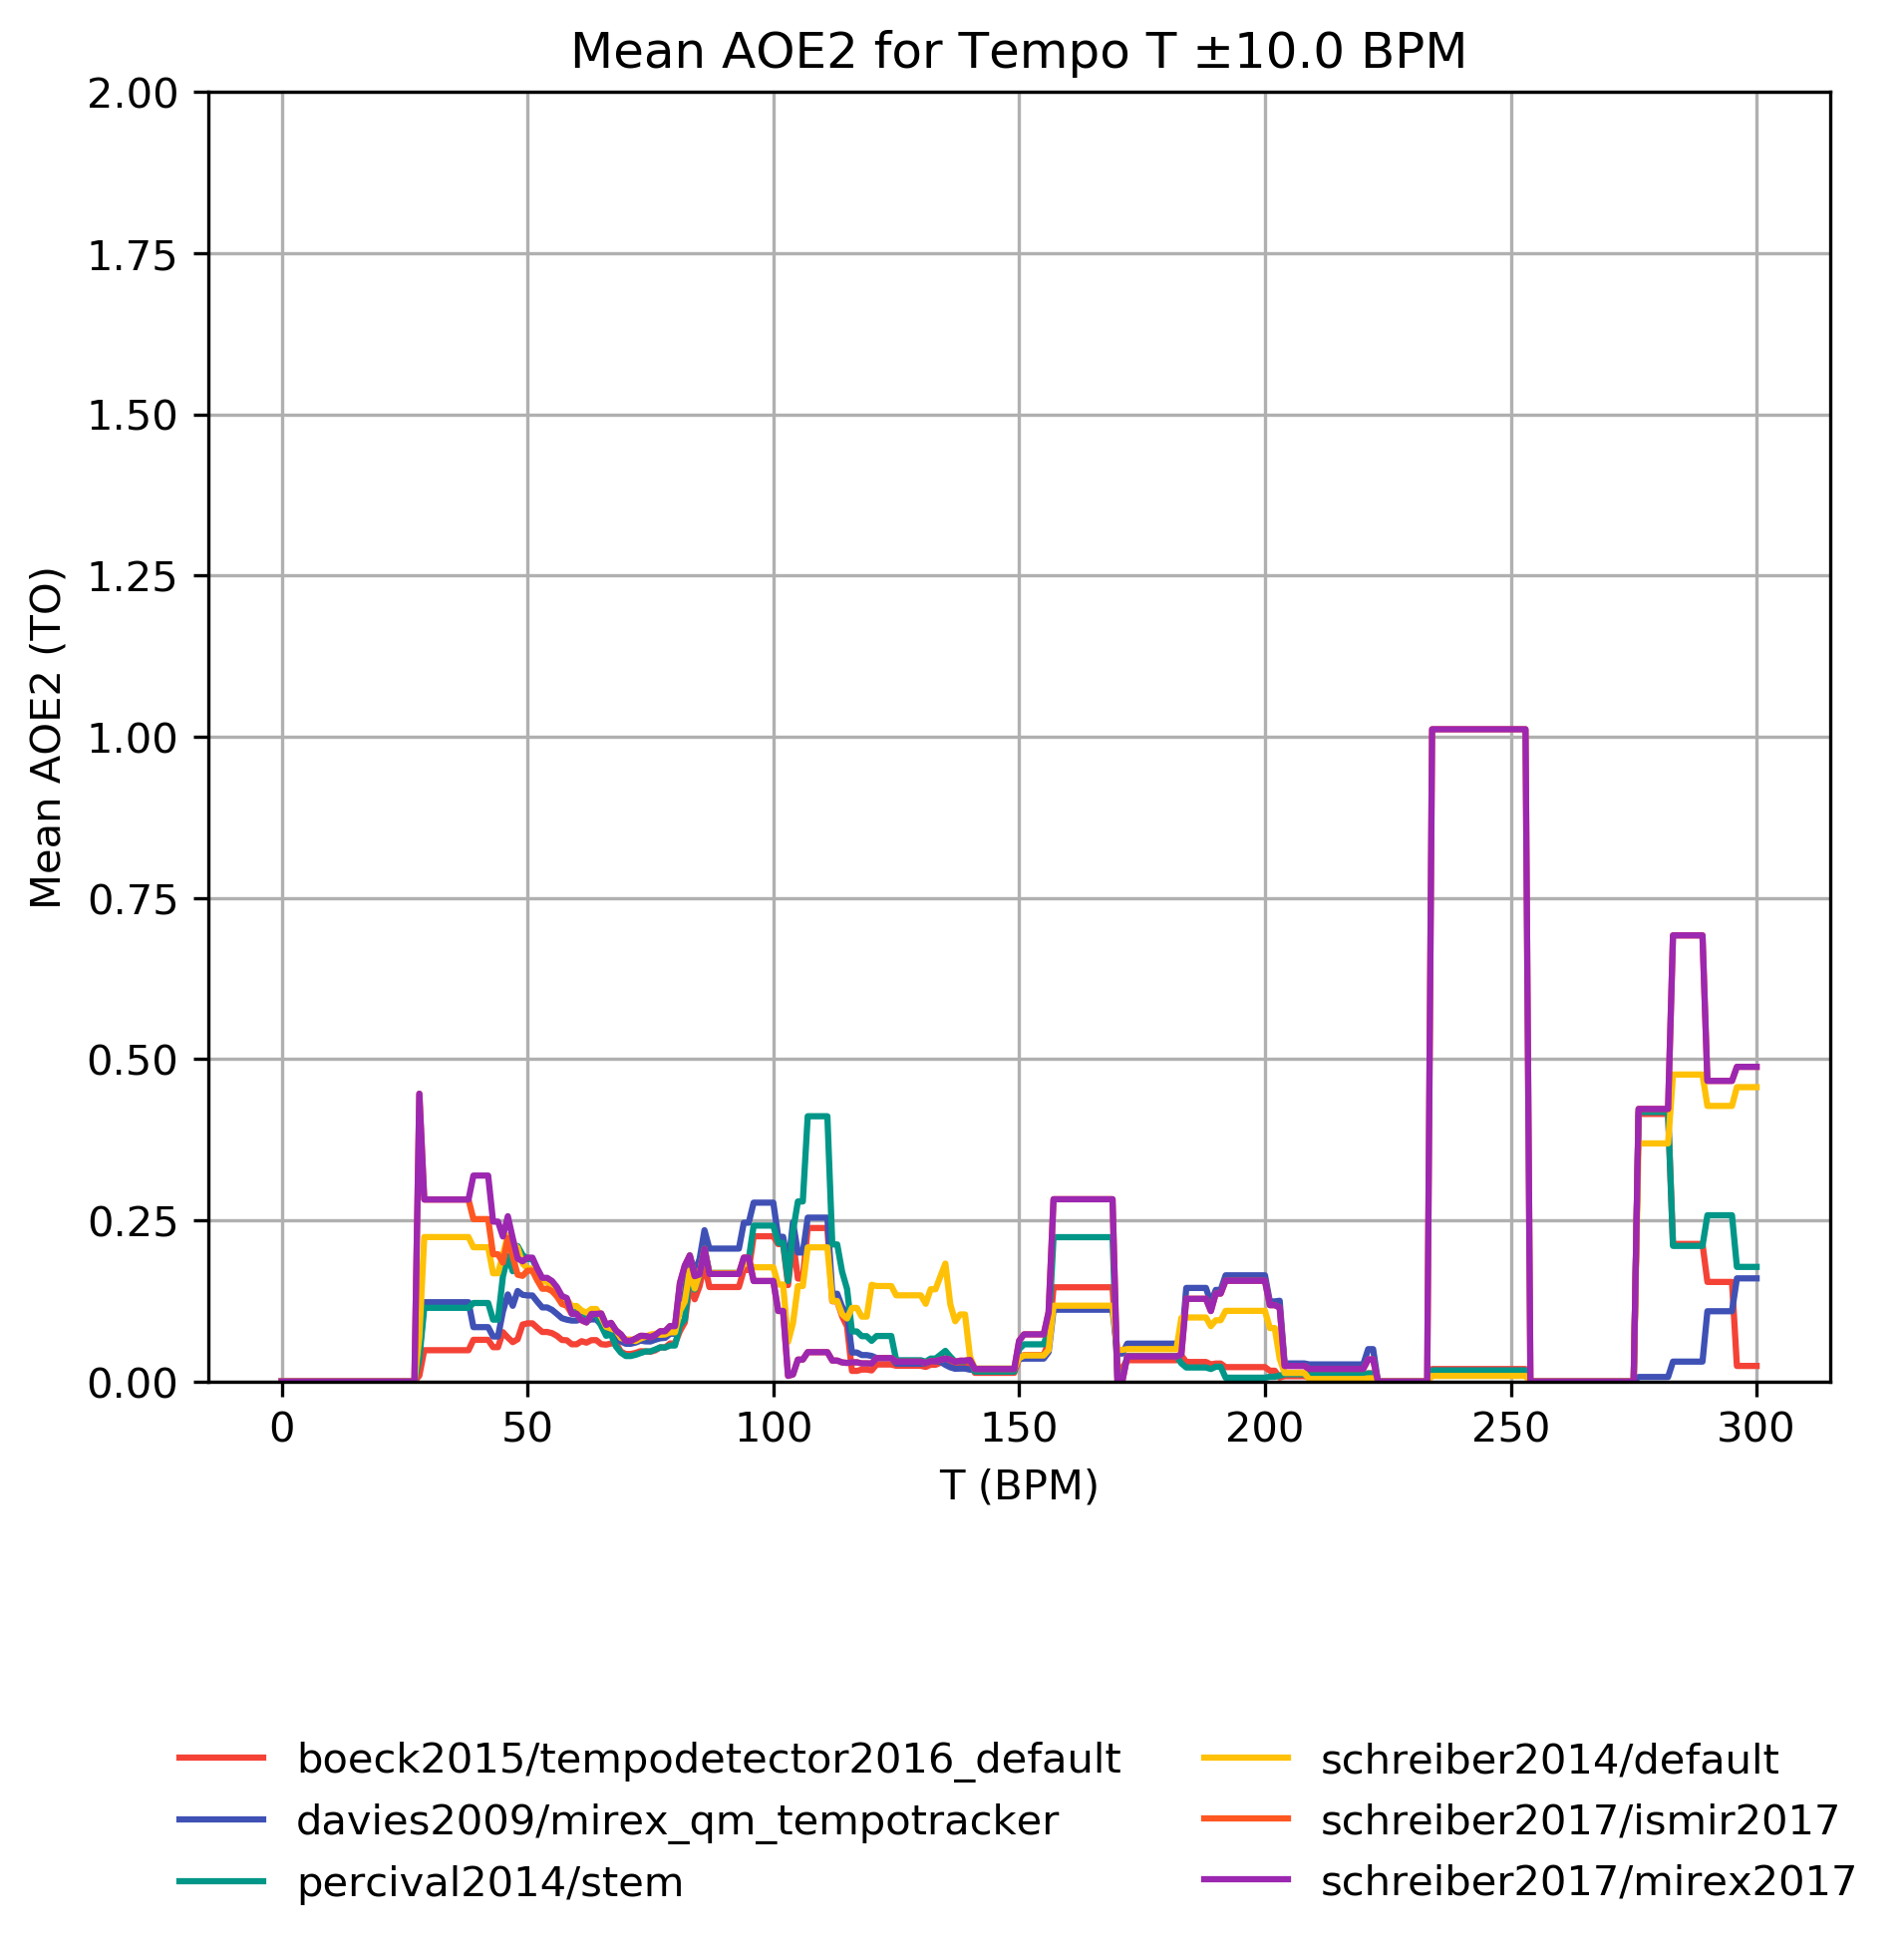 Mean AOE2 for Tempo T ±10.0 BPM
2.00
1.75
1.50
1.25
1.00
0.75
0.50
0.25
0.00
Mean AOE2 (TO)
0 50 100 150 200 250 300
T (BPM)
boeck2015/tempodetector2016_default
davies2009/mirex_qm_tempotracker
percival2014/stem
schreiber2014/default
schreiber2017/ismir2017
schreiber2017/mirex2017